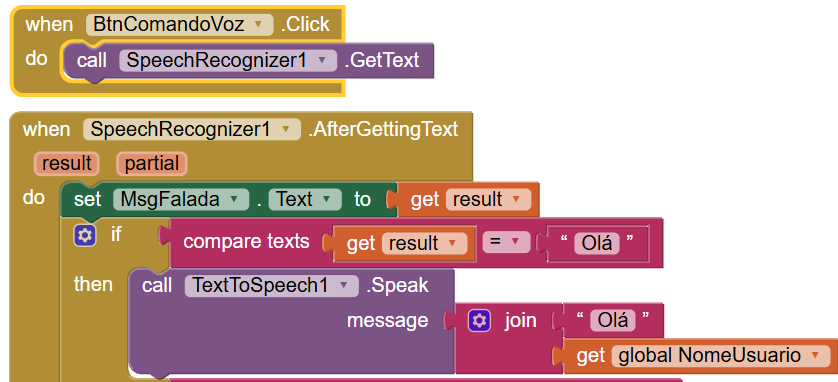 when BtnComandoVoz .Click
do call SpeechRecognizer1 .GetText
when SpeechRecognizer1 .AfterGettingText
result partial
do set MsgFalada . Text to get result
if compare texts get result = “ Olá ”
then call TextToSpeech1 .Speak
message join “ Olá ”
get global NomeUsuario